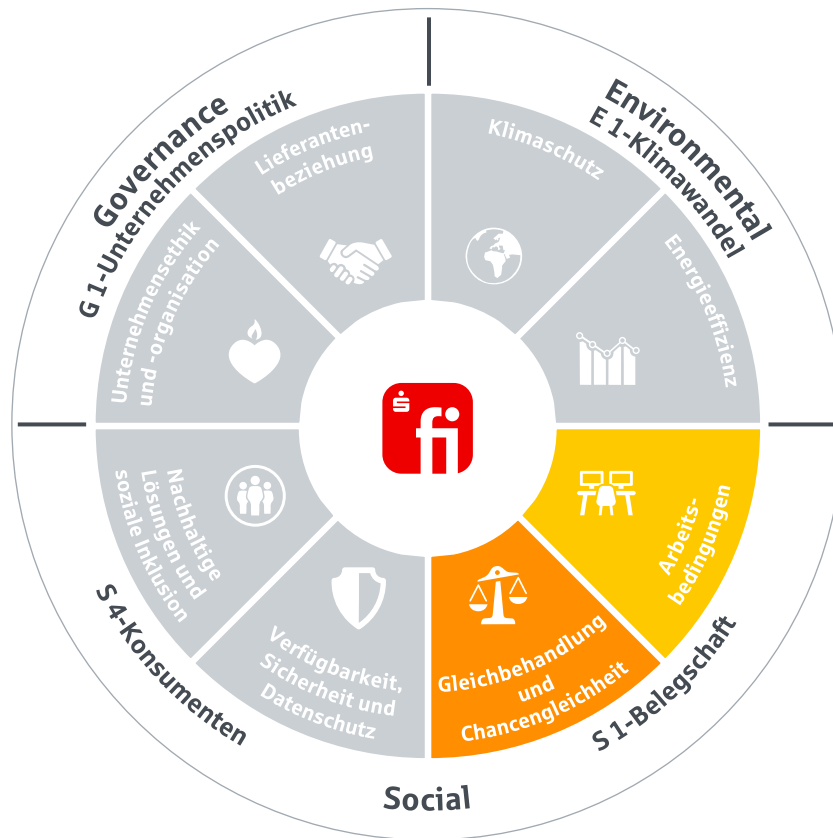 Governance
G 1-Unternehmenspolitik
Environmental
E 1-Klimawandel
Lieferanten-
beziehung
Klimaschutz
Unternehmensethik
und -organisation
Energieeffizienz
fi
Nachhaltige
Lösungen und
soziale Inklusion
Arbeits-
bedingungen
Verfügbarkeit,
Sicherheit und
Datenschutz
Gleichbehandlung
und
Chancengleichheit
S 4-Konsumenten
S 1-Belegschaft
Social